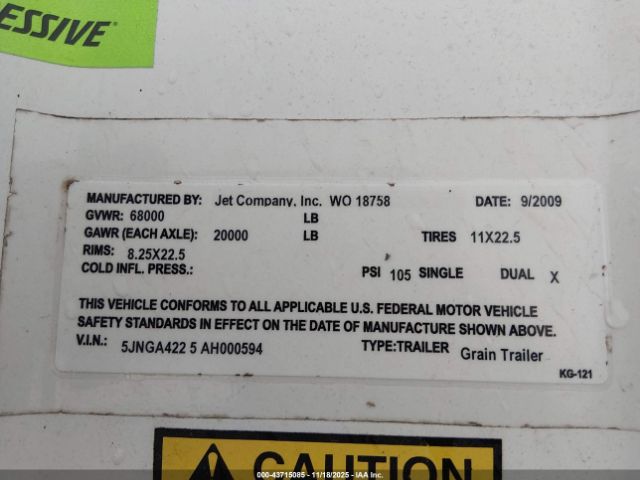 ESSIVE
MANUFACTURED BY: Jet Company, Inc. WO 18758 DATE: 9/2009
GVWR: 68000 LB
GAWR (EACH AXLE): 20000 LB TIRES 11X22.5
RIMS: 8.25X22.5
COLD INFL. PRESS.: PSI 105 SINGLE DUAL X
THIS VEHICLE CONFORMS TO ALL APPLICABLE U.S. FEDERAL MOTOR VEHICLE
SAFETY STANDARDS IN EFFECT ON THE DATE OF MANUFACTURE SHOWN ABOVE.
V.I.N.: 5JNGA422 5 AH000594 TYPE:TRAILER Grain Trailer
KG-121
CAUTION
000-43715085 - 11/18/2025 - IAA Inc.